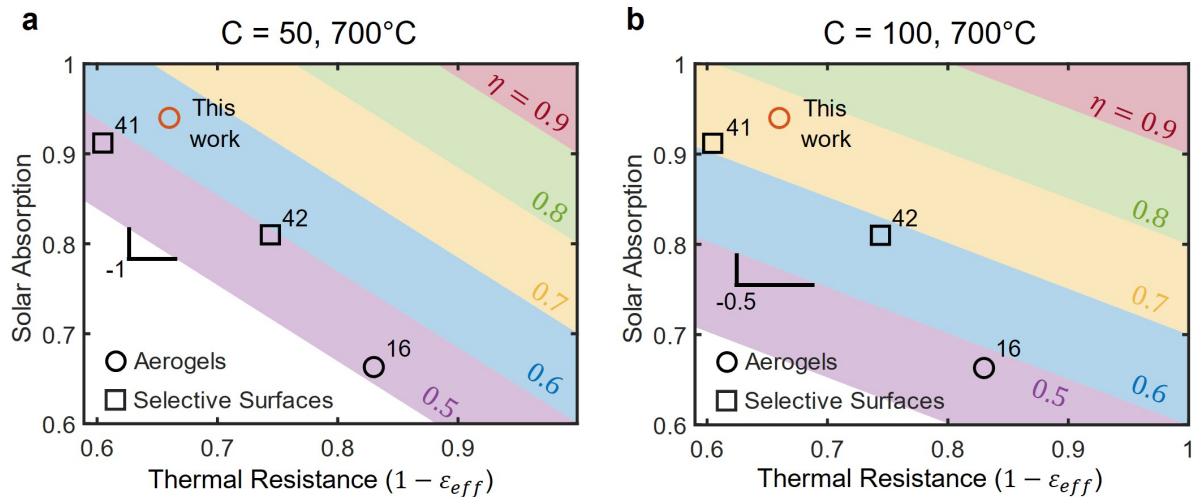 a
C = 50, 700°C
Solar Absorption
1
0.9
0.8
0.7
0.6
0.6
0.7
0.8
0.9
Thermal Resistance (1 − εeff)
41
This
work
42
16
-1
η = 0.9
0.8
0.7
0.6
0.5
Aerogels
Selective Surfaces
b
C = 100, 700°C
Solar Absorption
1
0.9
0.8
0.7
0.6
0.6
0.7
0.8
0.9
1
Thermal Resistance (1 − εeff)
41
This
work
42
16
-0.5
η = 0.9
0.8
0.7
0.6
0.5
Aerogels
Selective Surfaces